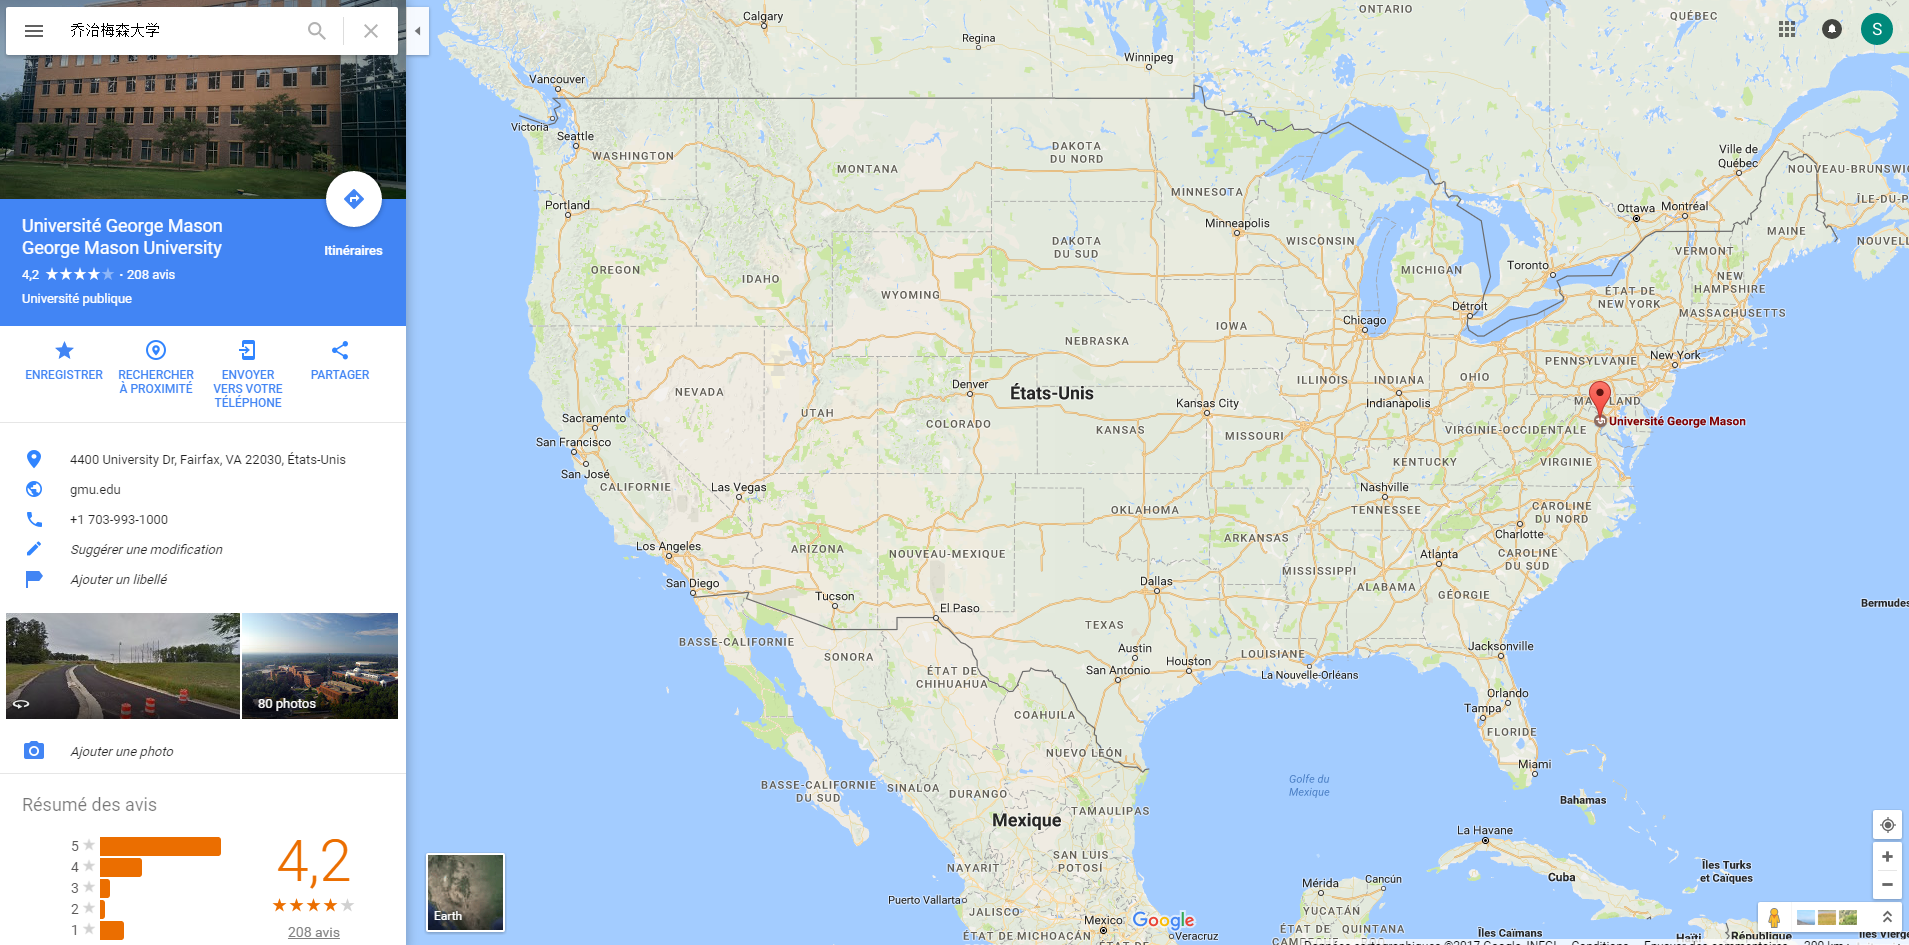 乔治梅森大学
Université George Mason
George Mason University
4,2 ★★★★★ · 208 avis
Université publique
Itinéraires
ENREGISTRER
RECHERCHER
À PROXIMITÉ
ENVOYER
VERS VOTRE
TÉLÉPHONE
PARTAGER
4400 University Dr, Fairfax, VA 22030, États-Unis
gmu.edu
+1 703-993-1000
Suggérer une modification
Ajouter un libellé
80 photos
Ajouter une photo
Résumé des avis
5
4
3
2
1
4,2
208 avis
Earth
S
Calgary
Regina
Winnipeg
ONTARIO
QUÉBEC
Vancouver
Victoria
Seattle
WASHINGTON
MONTANA
DAKOTA
DU NORD
MINNESOTA
Ville de
Québec
NOUVEAU-BRUNSWI
ÎLE-DU-P
Portland
Minneapolis
Ottawa
Montréal
MAINE
NOUVEL
OREGON
IDAHO
WYOMING
DAKOTA
DU SUD
WISCONSIN
MICHIGAN
Toronto
VERMONT
NEW
HAMPSHIRE
ÉTAT DE
NEW YORK
MASSACHUSETTS
Détroit
Chicago
IOWA
NEBRASKA
PENNSYLVANIE
New York
NEVADA
UTAH
Denver
COLORADO
États-Unis
Kansas City
KANSAS
ILLINOIS
INDIANA
Indianapolis
OHIO
MARYLAND
Université George Mason
VIRGINIE-OCCIDENTALE
VIRGINIE
MISSOURI
KENTUCKY
Sacramento
San Francisco
San José
CALIFORNIE
Las Vegas
Nashville
TENNESSEE
CAROLINE
DU NORD
Charlotte
CAROLINE
DU SUD
OKLAHOMA
ARKANSAS
Los Angeles
San Diego
ARIZONA
NOUVEAU-MEXIQUE
Atlanta
MISSISSIPPI
ALABAMA
GÉORGIE
Dallas
Tucson
El Paso
TEXAS
Bermudes
BASSE-CALIFORNIE
SONORA
ÉTAT DE
CHIHUAHUA
Austin
San Antonio
Houston
LOUISIANE
La Nouvelle-Orléans
Jacksonville
Orlando
Tampa
FLORIDE
Miami
COAHUILA
NUEVO LEÓN
BASSE-CALIFORNIE
DU SUD
SINALOA
DURANGO
TAMAULIPAS
Golfe du
Mexique
Bahamas
Mexique
La Havane
SAN LUIS
POTOSÍ
NAYARIT
Îles Turks
et Caïques
Cuba
Mérida
Cancún
Puerto Vallarta
JALISCO
YUCATÁN
Mexico
Google
Veracruz
ÉTAT DE MICHOACÁN
ÉTAT DE
QUINTANA
Îles Caïmans
Haïti
République
Îles Vierge
Données cartographiques ©2017 Google, INEGI
Conditions
Envoyer des commentaires
200 km